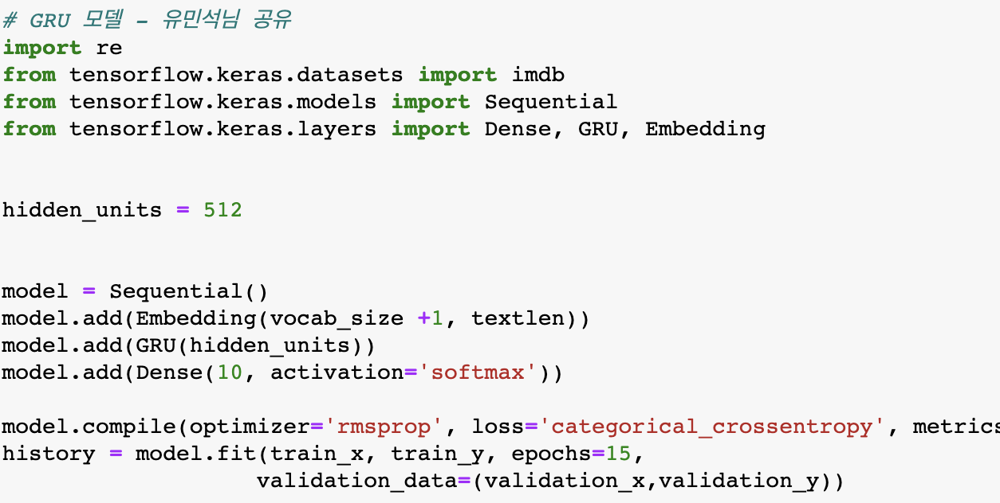 # GRU 모델 - 유민석님 공유
import re
from tensorflow.keras.datasets import imdb
from tensorflow.keras.models import Sequential
from tensorflow.keras.layers import Dense, GRU, Embedding
hidden_units = 512
model = Sequential()
model.add(Embedding(vocab_size +1, textlen))
model.add(GRU(hidden_units))
model.add(Dense(10, activation='softmax'))
model.compile(optimizer='rmsprop', loss='categorical_crossentropy', metrics
history = model.fit(train_x, train_y, epochs=15,
validation_data=(validation_x,validation_y))